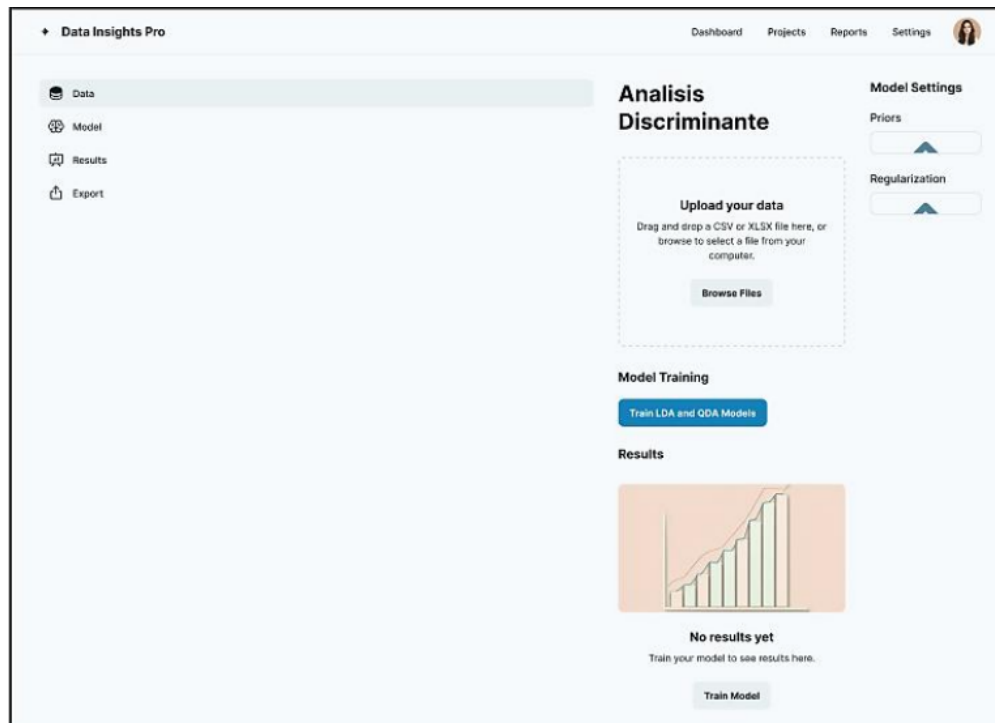 Data Insights Pro
Dashboard
Projects
Reports
Settings
Data
Model
Results
Export
Analisis
Discriminante
Upload your data
Drag and drop a CSV or XLSX file here, or
browse to select a file from your
computer.
Browse Files
Model Training
Train LDA and QDA Models
Results
No results yet
Train your model to see results here.
Train Model
Model Settings
Priors
Regularization